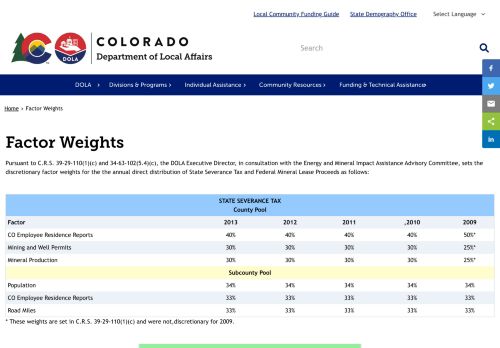 Local Community Funding Guide State Demography Office Select Language
COLORADO
Department of Local Affairs
DOLA
Search
DOLA Divisions & Programs Individual Assistance Community Resources Funding & Technical Assistance
Home » Factor Weights
Factor Weights
Pursuant to C.R.S. 39-29-110(1)(c) and 34-63-102(5.4)(c), the DOLA Executive Director, in consultation with the Energy and Mineral Impact Assistance Advisory Committee, sets the
discretionary factor weights for the the annual direct distribution of State Severance Tax and Federal Mineral Lease Proceeds as follows:
STATE SEVERANCE TAX
County Pool
Factor 2013 2012 2011 ,2010 2009
CO Employee Residence Reports 40% 40% 40% 40% 50%*
Mining and Well Permits 30% 30% 30% 30% 25%*
Mineral Production 30% 30% 30% 30% 25%*
Subcounty Pool
Population 34% 34% 34% 34% 34%
CO Employee Residence Reports 33% 33% 33% 33% 33%
Road Miles 33% 33% 33% 33% 33%
* These weights are set in C.R.S. 39-29-110(1)(c) and were not,discretionary for 2009.